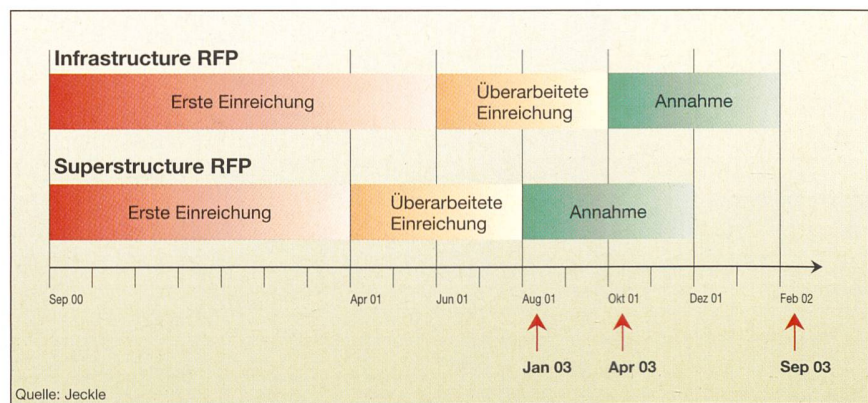 Infrastructure RFP
Erste Einreichung
Überarbeitete
Einreichung
Annahme
Superstructure RFP
Erste Einreichung
Überarbeitete
Einreichung
Annahme
Sep 00
Apr 01
Jun 01
Aug 01
Okt 01
Dez 01
Feb 02
Jan 03
Apr 03
Sep 03
Quelle: Jeckle